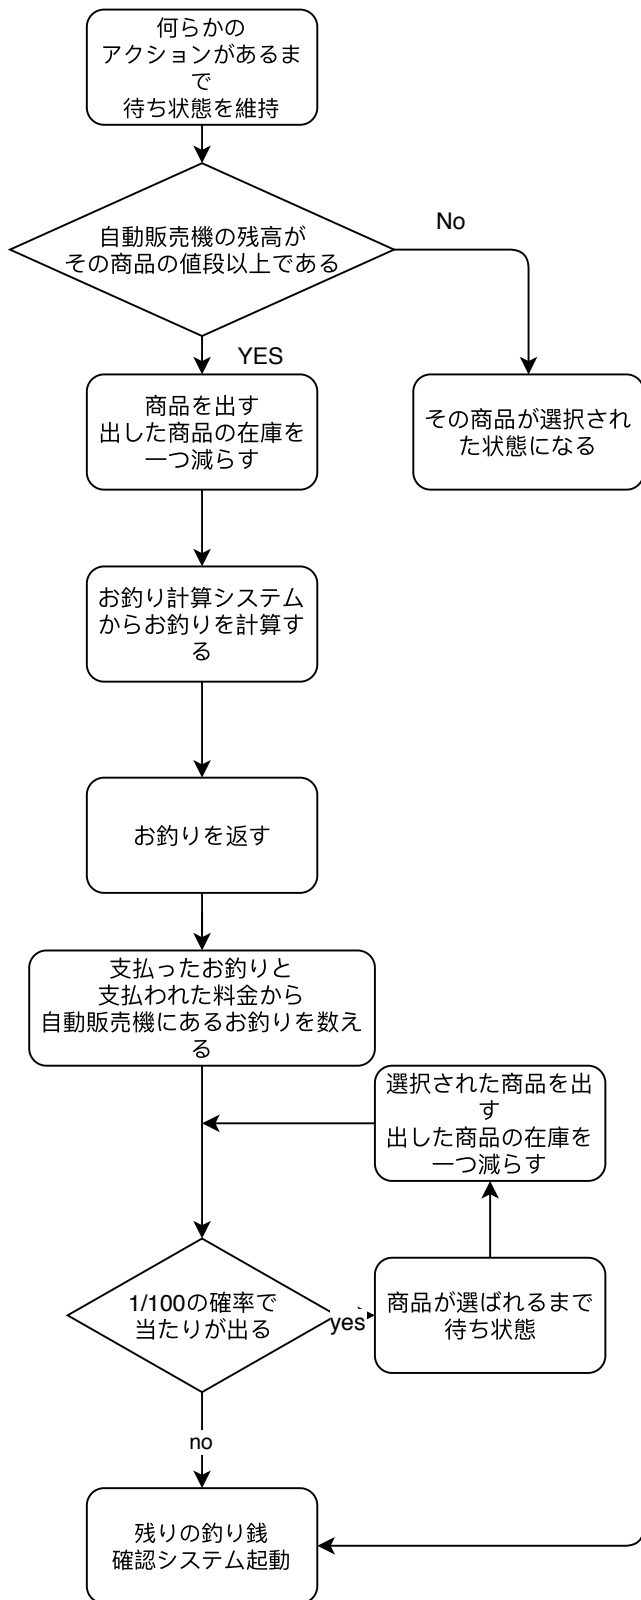 何らかの
アクションがあるま
で
待ち状態を維持
自動販売機の残高が
その商品の値段以上である
No
YES
商品を出す
出した商品の在庫を
一つ減らす
その商品が選択され
た状態になる
お釣り計算システム
からお釣りを計算す
る
お釣りを返す
支払ったお釣りと
支払われた料金から
自動販売機にあるお釣りを数え
る
選択された商品を出
す
出した商品の在庫を
一つ減らす
1/100の確率で
当たりが出る
yes
商品が選ばれるまで
待ち状態
no
残りの釣り銭
確認システム起動